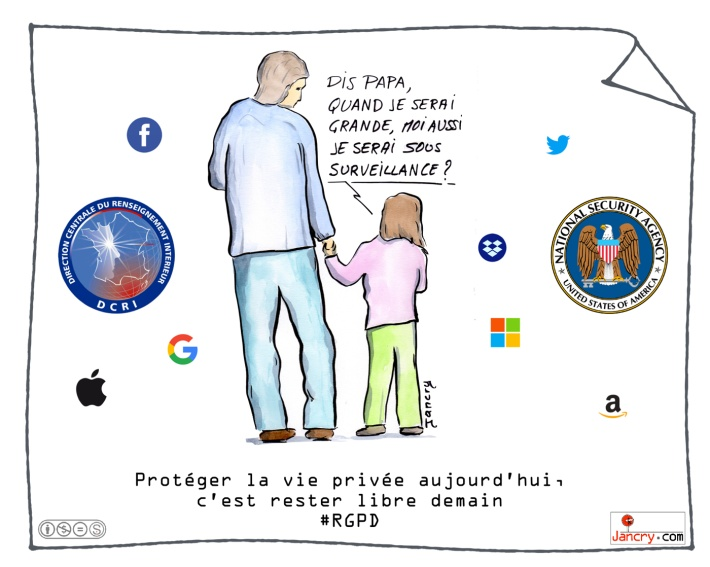 DIS PAPA,
QUAND JE SERAI
GRANDE, MOI AUSSI
JE SERAI SOUS
SURVEILLANCE ?
f
DIRECTION CENTRALE DU RENSEIGNEMENT INTERIEUR
DCRI
NATIONAL SECURITY AGENCY
UNITED STATES OF AMERICA
G
a
Jancry
Protéger la vie privée aujourd'hui,
c'est rester libre demain
#RGPD
Jancry.com